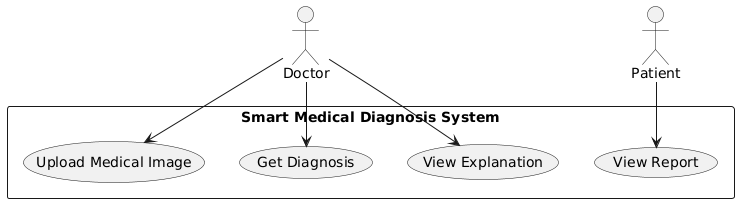 Doctor
Patient
Smart Medical Diagnosis System
Upload Medical Image
Get Diagnosis
View Explanation
View Report